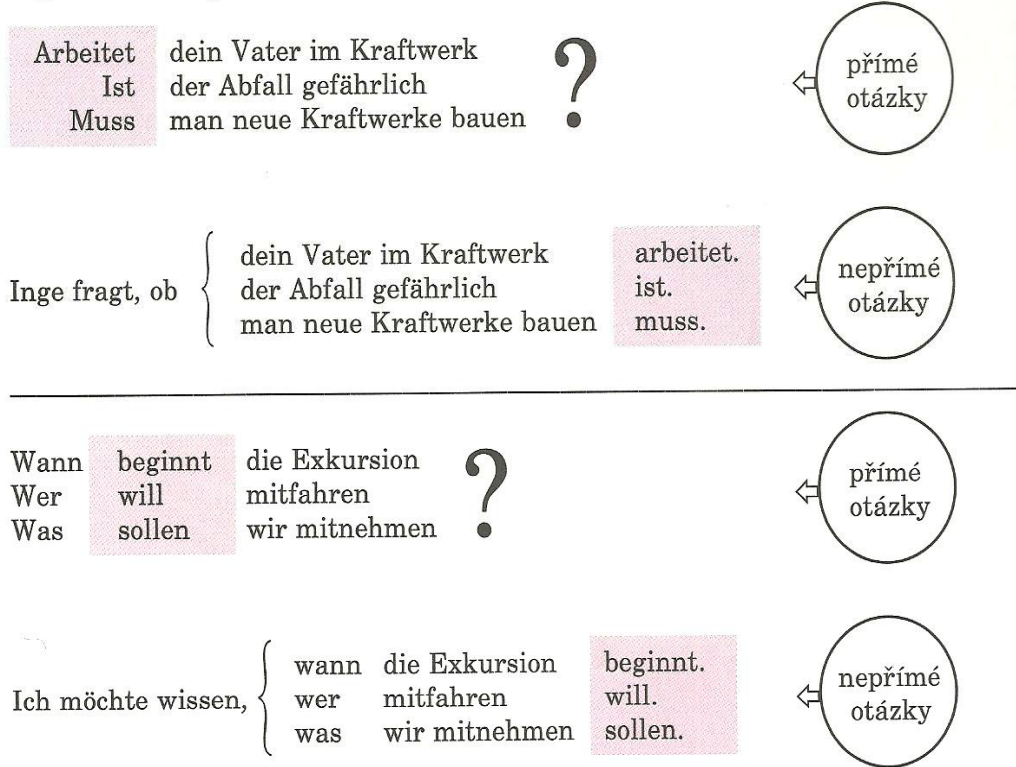 Arbeitet dein Vater im Kraftwerk
Ist der Abfall gefährlich
Muss man neue Kraftwerke bauen
?
přímé
otázky
Inge fragt, ob
dein Vater im Kraftwerk arbeitet.
der Abfall gefährlich ist.
man neue Kraftwerke bauen muss.
nepřímé
otázky
Wann beginnt die Exkursion
Wer will mitfahren
Was sollen wir mitnehmen
?
přímé
otázky
Ich möchte wissen,
wann die Exkursion beginnt.
wer mitfahren will.
was wir mitnehmen sollen.
nepřímé
otázky